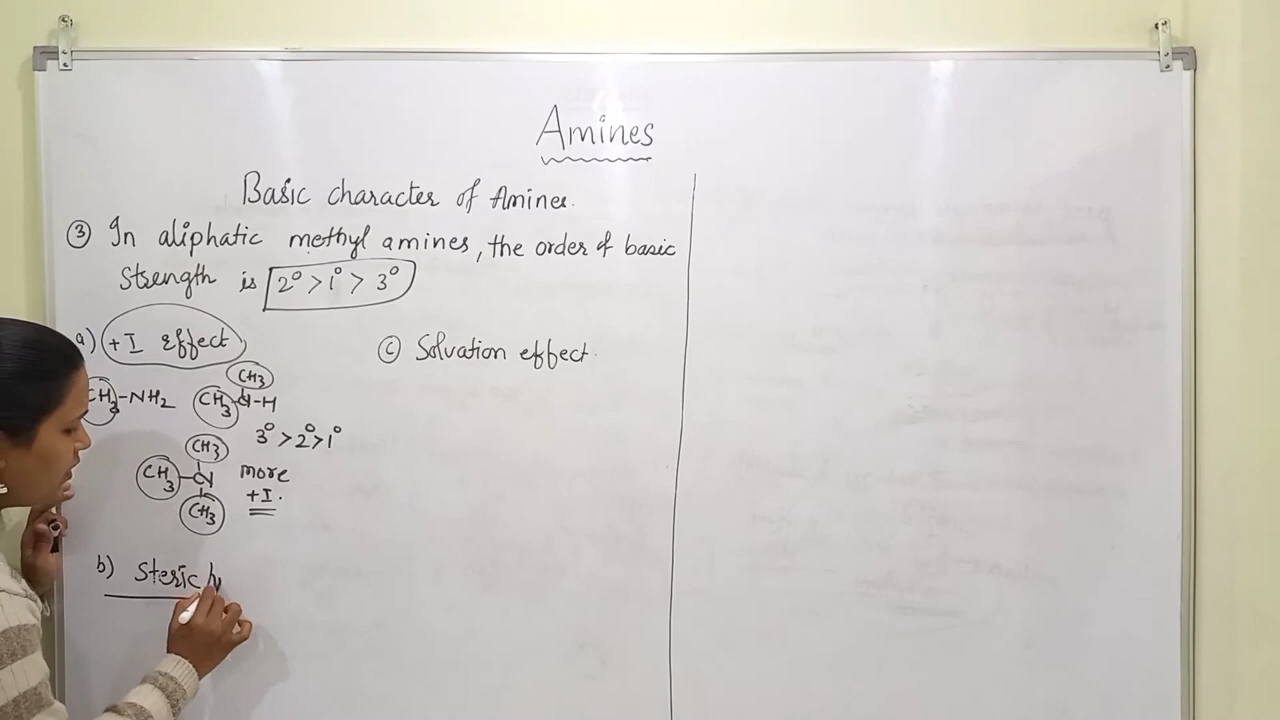 Amines
Basic character of Amines.
③ In aliphatic methyl amines, the order of basic
strength is 2° > 1° > 3°
a) +I effect
CH3-NH2
CH3
CH3-N-H
3° > 2° > 1°
CH3
CH3-N
CH3
more
+I.
b) Steric
ⓒ Solvation effect.